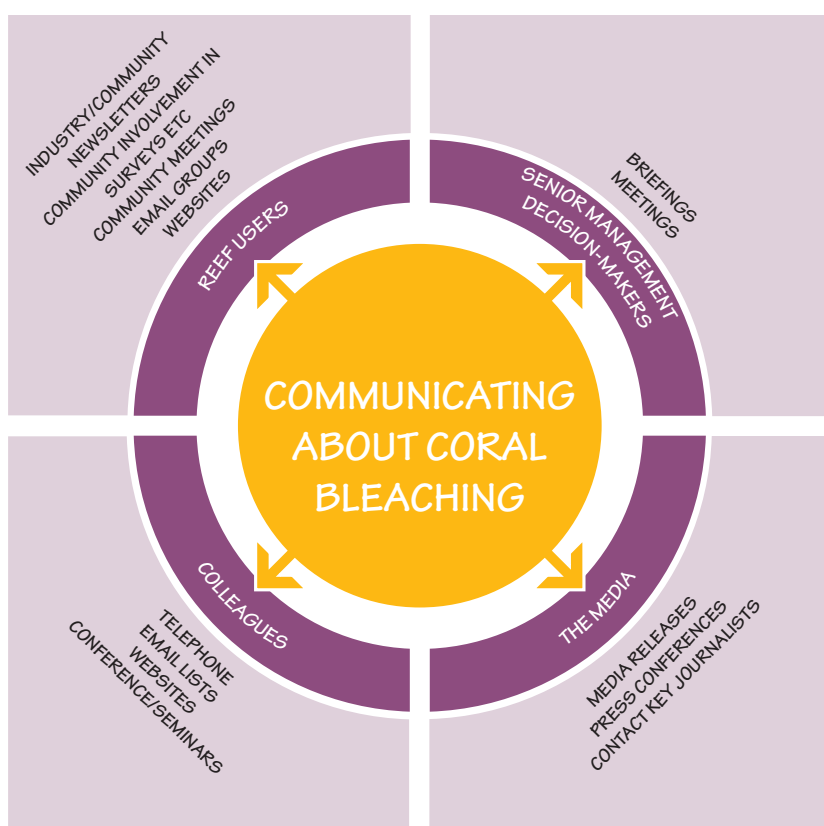 INDUSTRY/COMMUNITY
NEWSLETTERS
COMMUNITY INVOLVEMENT IN
SURVEYS ETC
COMMUNITY MEETINGS
EMAIL GROUPS
WEBSITES
REEF USERS
BRIEFINGS
MEETINGS
SENIOR MANAGEMENT
DECISION-MAKERS
COMMUNICATING
ABOUT CORAL
BLEACHING
COLLEAGUES
TELEPHONE
EMAIL LISTS
WEBSITES
CONFERENCE/SEMINARS
THE MEDIA
MEDIA RELEASES
PRESS CONFERENCES
CONTACT KEY JOURNALISTS